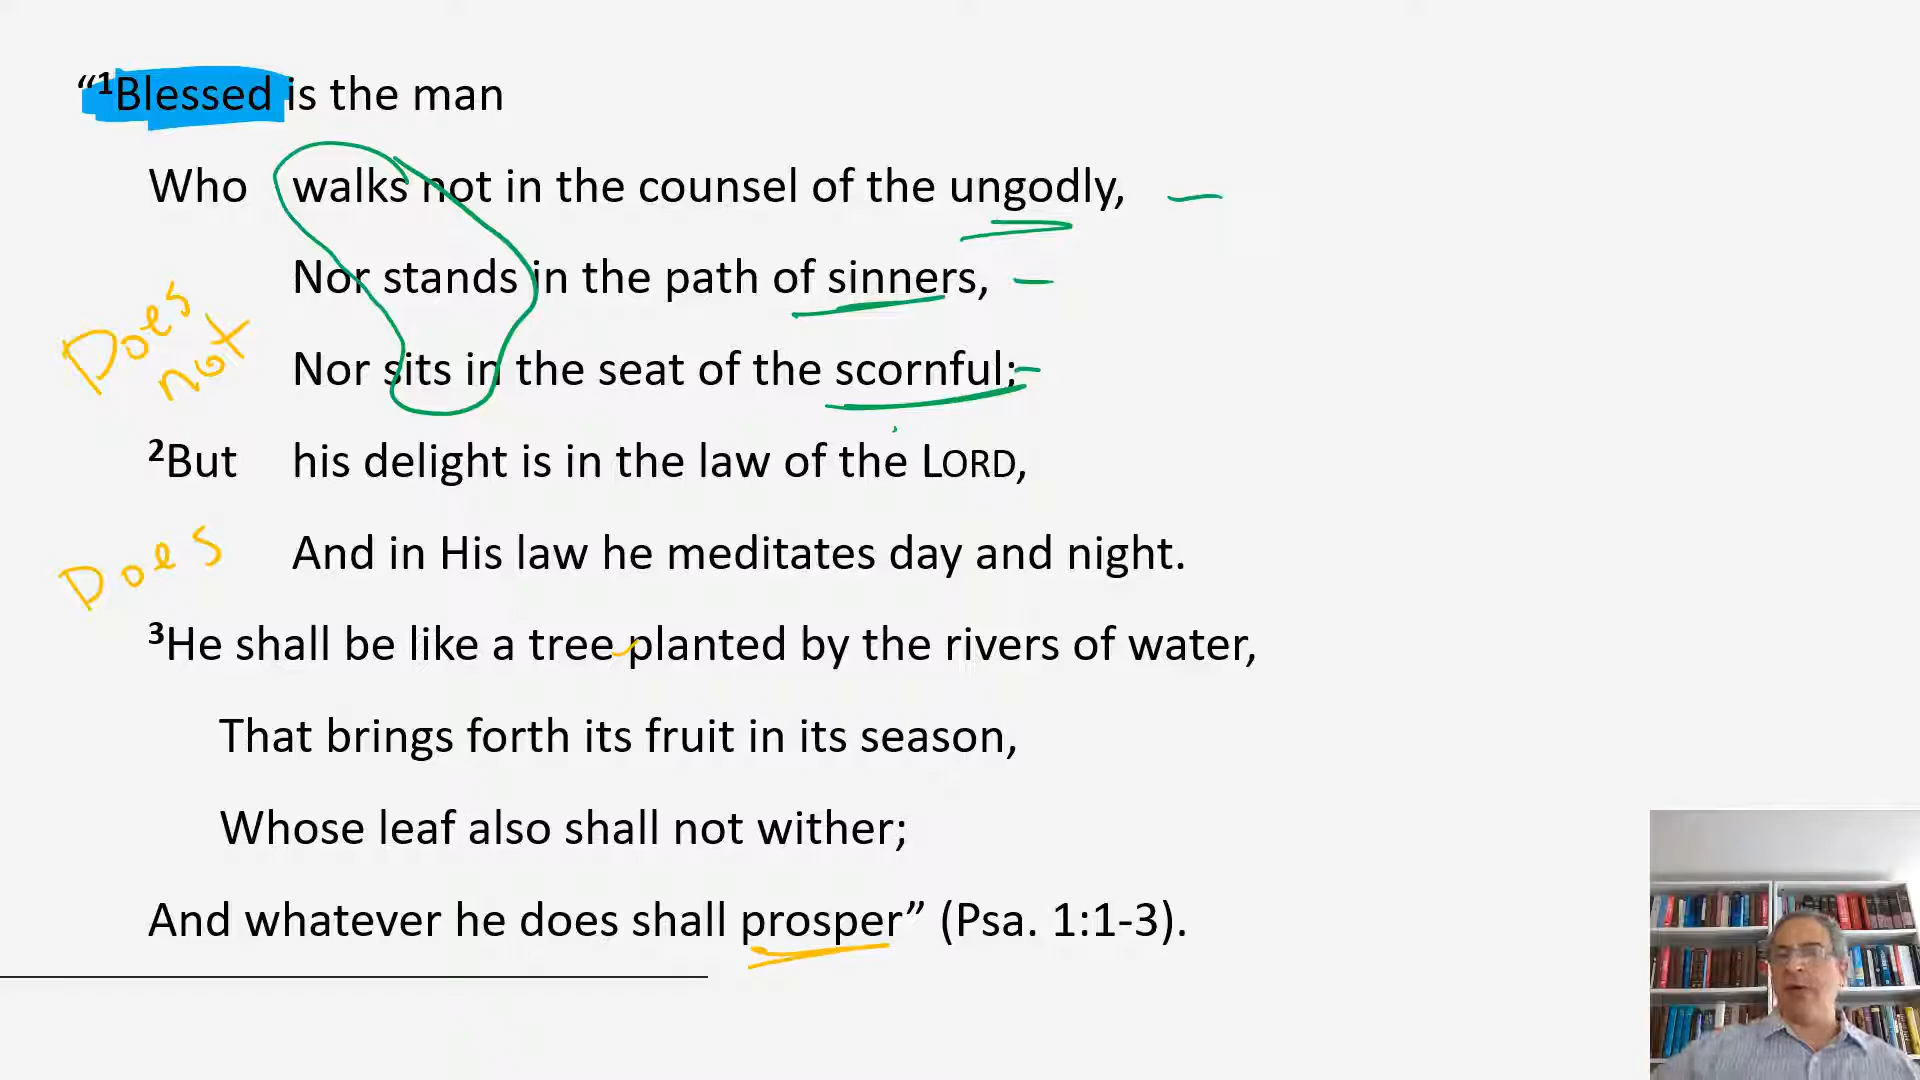 “¹Blessed is the man
Who walks not in the counsel of the ungodly,
Nor stands in the path of sinners,
Does
not
Nor sits in the seat of the scornful;
²But his delight is in the law of the LORD,
Does
And in His law he meditates day and night.
³He shall be like a tree planted by the rivers of water,
That brings forth its fruit in its season,
Whose leaf also shall not wither;
And whatever he does shall prosper” (Psa. 1:1-3).